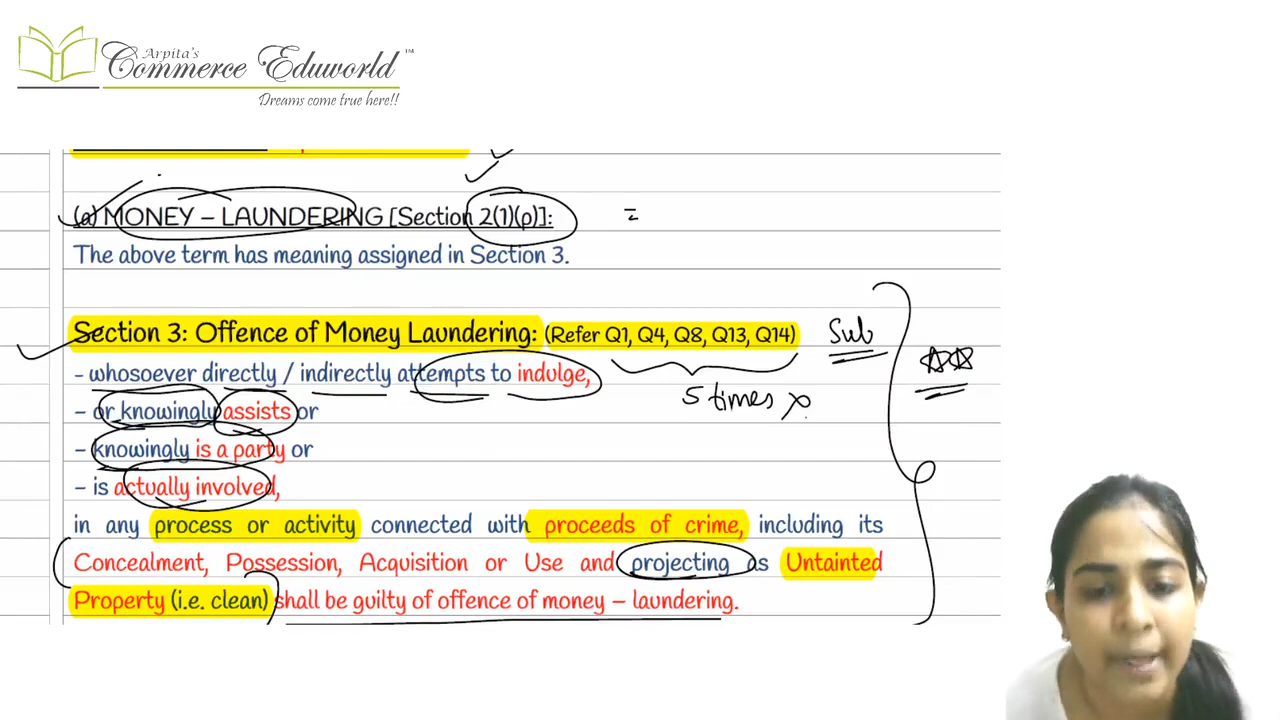 Arpita's
Commerce Eduworld™
Dreams come true here!!
(a) MONEY – LAUNDERING [Section 2(1)(p)]: =
The above term has meaning assigned in Section 3.
Section 3: Offence of Money Laundering: (Refer Q1, Q4, Q8, Q13, Q14) Sub
- whosoever directly / indirectly attempts to indulge,
5 times
- or knowingly assists or
- knowingly is a party or
- is actually involved,
in any process or activity connected with proceeds of crime, including its
Concealment, Possession, Acquisition or Use and projecting as Untainted
Property (i.e. clean) shall be guilty of offence of money – laundering.